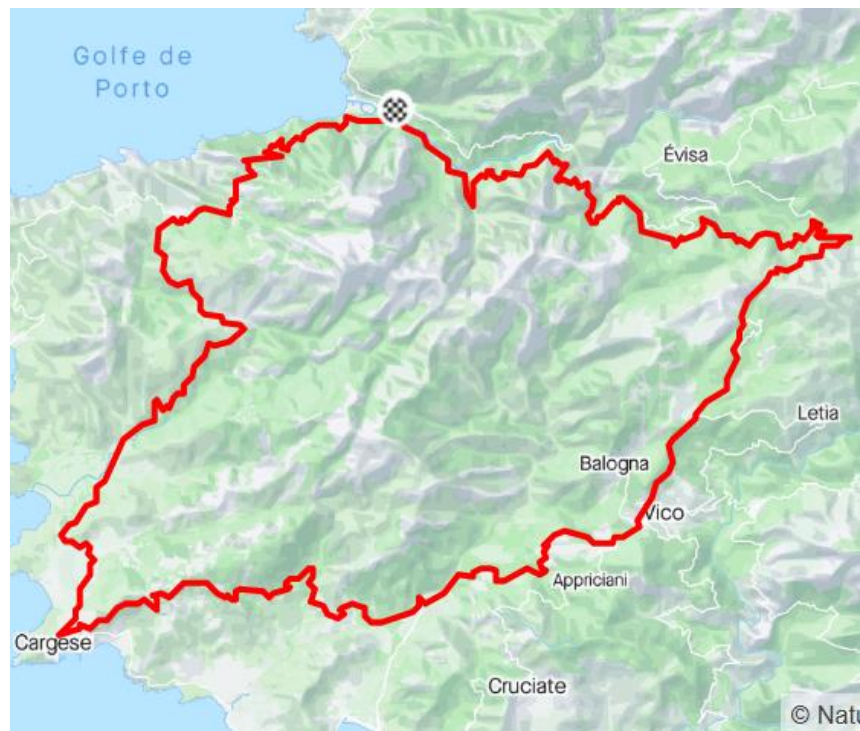 Golfe de
Porto
Évisa
Letia
Balogna
Vico
Appriciani
Cargese
Cruciate
© Natu